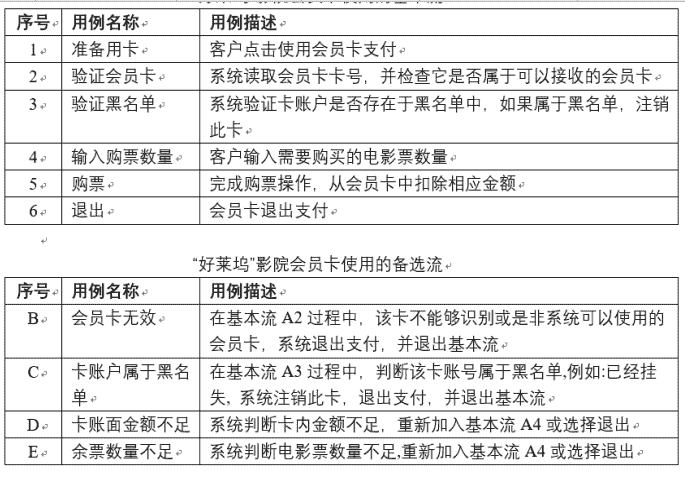 序号 用例名称 用例描述
1 准备用卡 客户点击使用会员卡支付
2 验证会员卡 系统读取会员卡卡号，并检查它是否属于可以接收的会员卡
3 验证黑名单 系统验证卡账户是否存在于黑名单中，如果属于黑名单，注销
此卡
4 输入购票数量 客户输入需要购买的电影票数量
5 购票 完成购票操作，从会员卡中扣除相应金额
6 退出 会员卡退出支付
“好莱坞”影院会员卡使用的备选流
序号 用例名称 用例描述
B 会员卡无效 在基本流 A2 过程中，该卡不能够识别或是非系统可以使用的
会员卡，系统退出支付，并退出基本流
C 卡账户属于黑名 在基本流 A3 过程中，判断该卡账号属于黑名单,例如:已经挂
单 失, 系统注销此卡，退出支付，并退出基本流
D 卡账面金额不足 系统判断卡内金额不足，重新加入基本流 A4 或选择退出
E 余票数量不足 系统判断电影票数量不足,重新加入基本流 A4 或选择退出